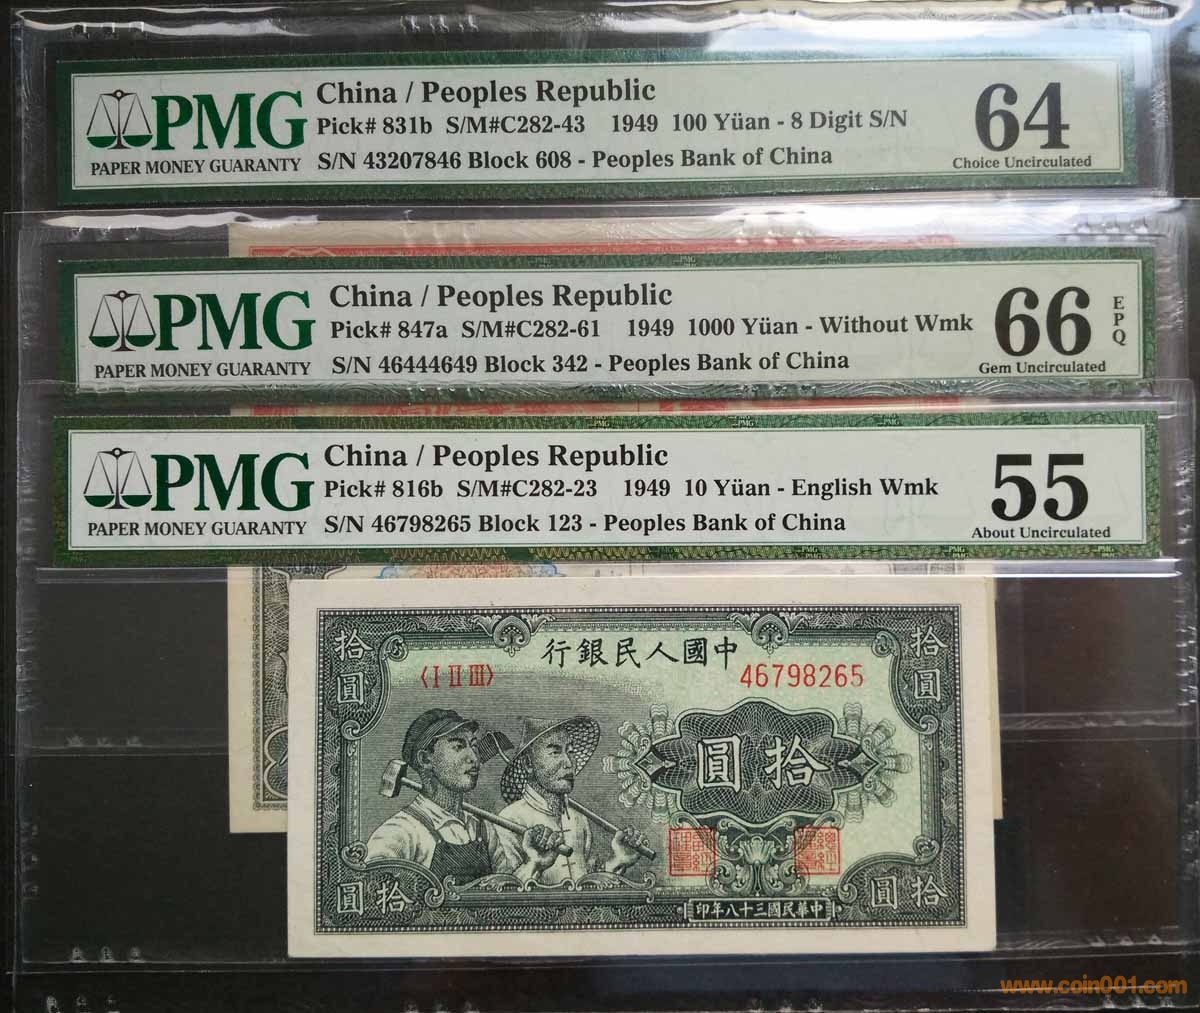 PMG
PAPER MONEY GUARANTY
China / Peoples Republic
Pick# 831b S/M#C282-43 1949 100 Yüan - 8 Digit S/N
S/N 43207846 Block 608 - Peoples Bank of China
64
Choice Uncirculated
PMG
PAPER MONEY GUARANTY
China / Peoples Republic
Pick# 847a S/M#C282-61 1949 1000 Yüan - Without Wmk
S/N 46444649 Block 342 - Peoples Bank of China
66
EPQ
Gem Uncirculated
PMG
PAPER MONEY GUARANTY
China / Peoples Republic
Pick# 816b S/M#C282-23 1949 10 Yüan - English Wmk
S/N 46798265 Block 123 - Peoples Bank of China
55
About Uncirculated
行銀民人國中
〈I II III〉
46798265
拾圓
拾圓
圓拾
圓拾
圓拾
印年八十三國民華中
www.coin001.com